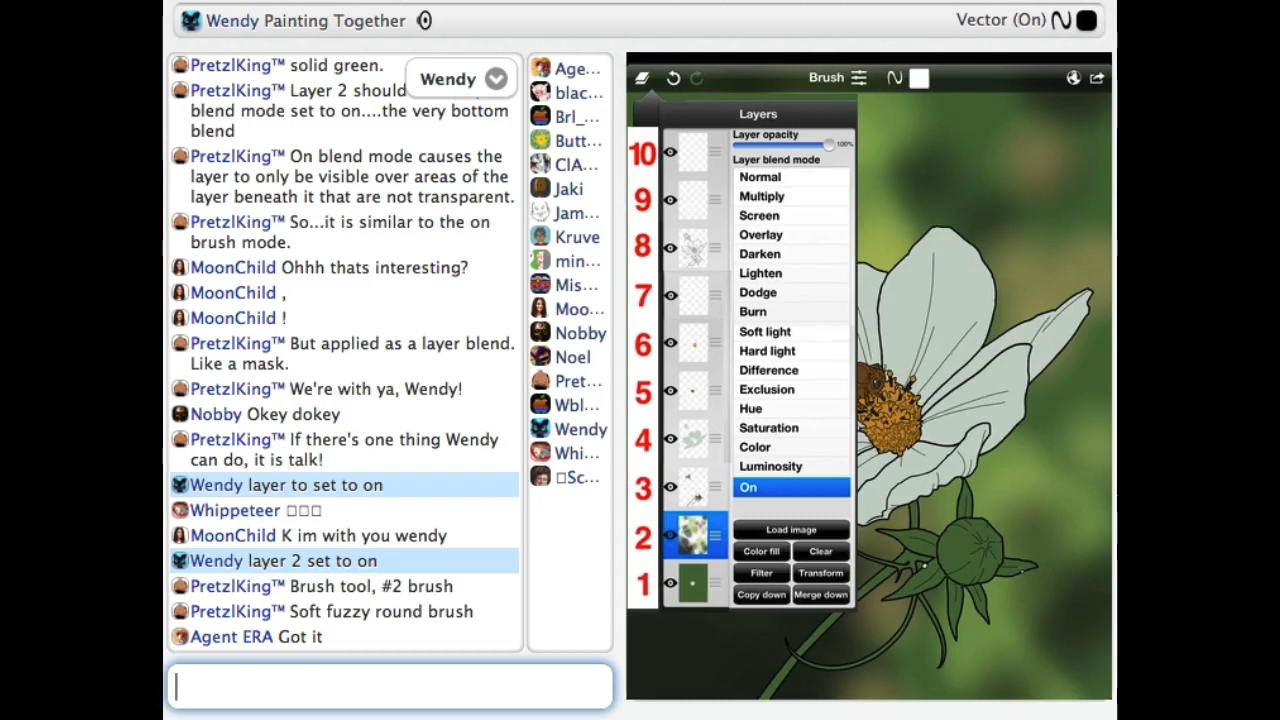 Wendy Painting Together
Vector (On)
PretzlKing™ solid green.
PretzlKing™ Layer 2 should
blend mode set to on....the very bottom
blend
PretzlKing™ On blend mode causes the
layer to only be visible over areas of the
layer beneath it that are not transparent.
PretzlKing™ So...it is similar to the on
brush mode.
MoonChild Ohhh thats interesting?
MoonChild ,
MoonChild !
PretzlKing™ But applied as a layer blend.
Like a mask.
PretzlKing™ We're with ya, Wendy!
Nobby Okey dokey
PretzlKing™ If there's one thing Wendy
can do, it is talk!
Wendy layer to set to on
Whippeteer □□□
MoonChild K im with you wendy
Wendy layer 2 set to on
PretzlKing™ Brush tool, #2 brush
PretzlKing™ Soft fuzzy round brush
Agent ERA Got it
Wendy
Age...
blac...
Brl_...
Butt...
ClA...
Jaki
Jam...
Kruve
min...
Mis...
Moo...
Nobby
Noel
Pret...
Wbl...
Wendy
Whi...
□Sc...
Brush
Layers
10
9
8
7
6
5
4
3
2
1
Layer opacity
100%
Layer blend mode
Normal
Multiply
Screen
Overlay
Darken
Lighten
Dodge
Burn
Soft light
Hard light
Difference
Exclusion
Hue
Saturation
Color
Luminosity
On
Load image
Color fill Clear
Filter Transform
Copy down Merge down